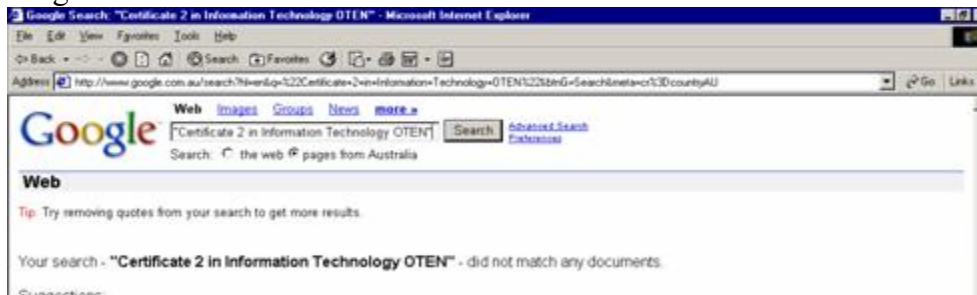 Google Search: "Certificate 2 in Information Technology OTEN" - Microsoft Internet Explorer
File Edit View Favorites Tools Help
Back Search Favorites
Address http://www.google.com.au/search?hl=en&q=%22Certificate+2+in+Information+Technology+OTEN%22&btnG=Search&meta=cr%3DcountryAU Go Links
Web Images Groups News more »
Google "Certificate 2 in Information Technology OTEN" Search Advanced Search
Preferences
Search: the web pages from Australia
Web
Tip: Try removing quotes from your search to get more results.
Your search - "Certificate 2 in Information Technology OTEN" - did not match any documents.
Suggestions: